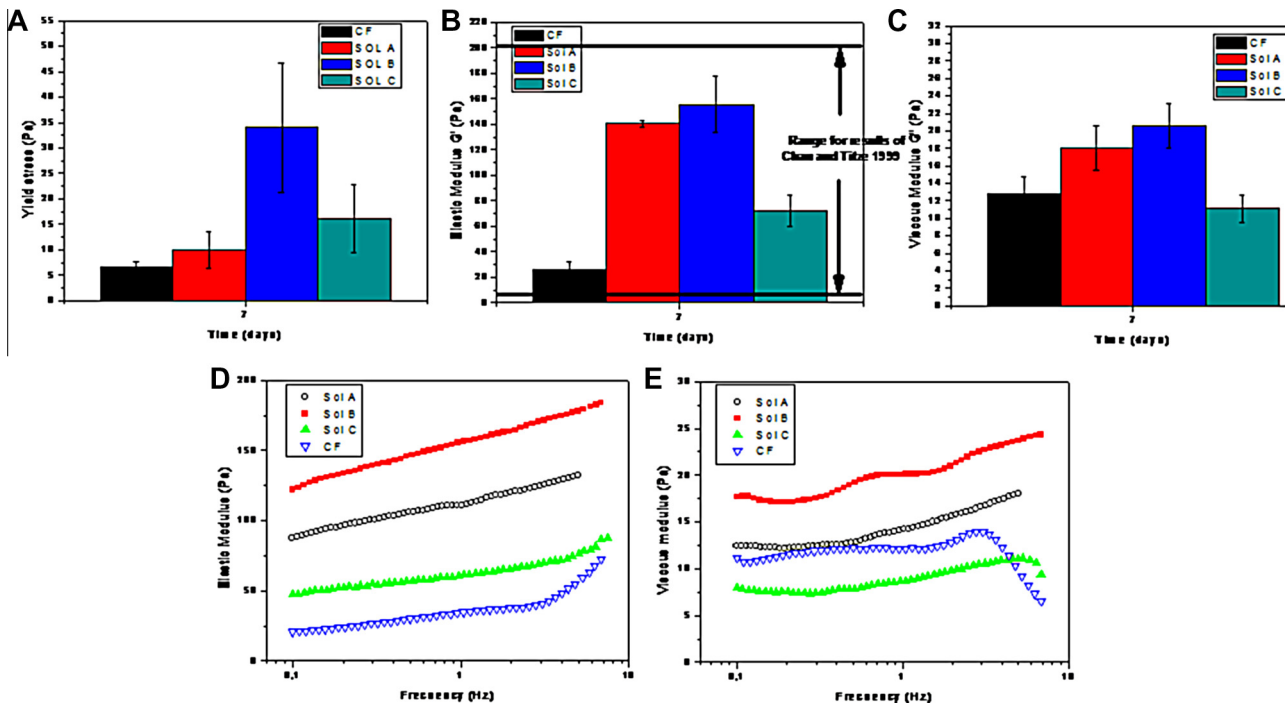 A
55
50
45
40
35
30
25
20
15
10
5
0
Yield stress (Pa)
CF
SOL A
SOL B
SOL C
7
Time (days)
B
220
200
180
160
140
120
100
80
60
40
20
0
Elastic Modulus G' (Pa)
CF
Sol A
Sol B
Sol C
Range for results of
Chan and Titze 1999
7
Time (days)
C
32
30
28
26
24
22
20
18
16
14
12
10
8
6
4
2
0
Viscous Modulus G" (Pa)
CF
Sol A
Sol B
Sol C
7
Time (days)
D
200
150
100
50
0
Elastic Modulus (Pa)
Sol A
Sol B
Sol C
CF
0,1
1
10
Frecuency (Hz)
E
30
25
20
15
10
5
0
Viscous modulus (Pa)
Sol A
Sol B
Sol C
CF
0,1
1
10
Frecuency (Hz)